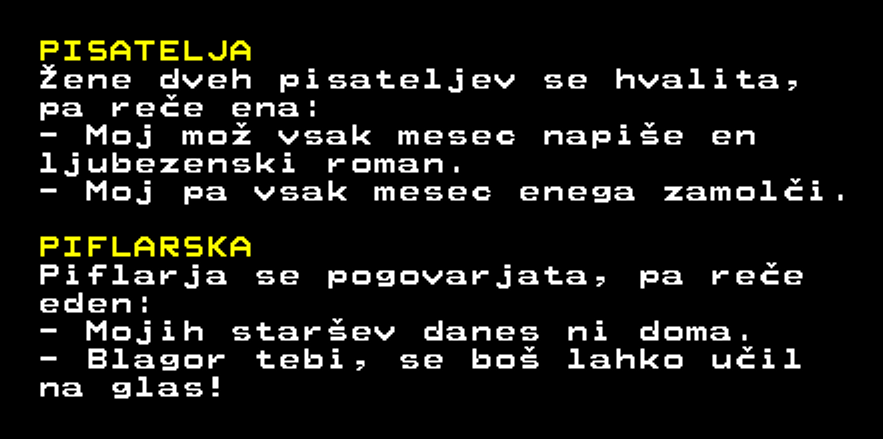 PISATELJA
Žene dveh pisateljev se hvalita,
pa reče ena:
- Moj mož vsak mesec napiše en
ljubezenski roman.
- Moj pa vsak mesec enega zamolči.
PIFLARSKA
Piflarja se pogovarjata, pa reče
eden:
- Mojih staršev danes ni doma.
- Blagor tebi, se boš lahko učil
na glas!